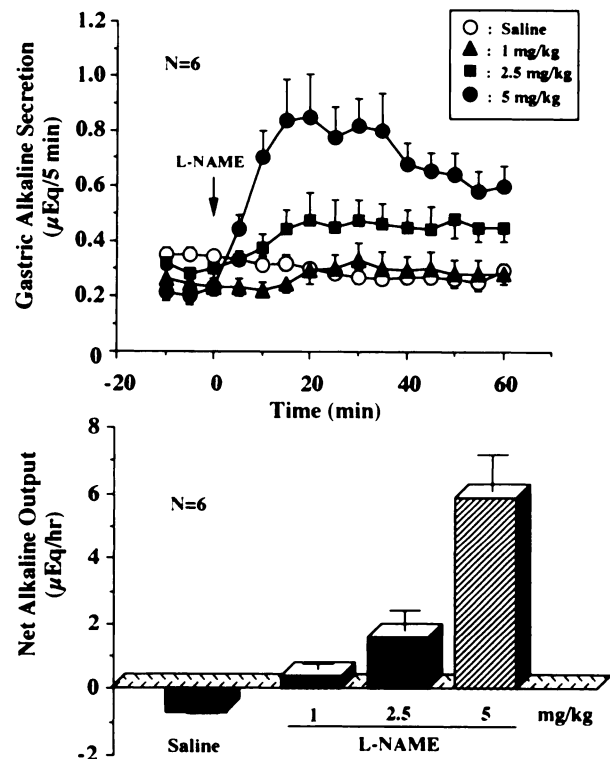 Gastric Alkaline Secretion
(µEq/5 min)
1.2
1.0
0.8
0.6
0.4
0.2
0
N=6
L-NAME
: Saline
: 1 mg/kg
: 2.5 mg/kg
: 5 mg/kg
-20
0
20
40
60
Time (min)
Net Alkaline Output
(µEq/hr)
8
6
4
2
0
-2
N=6
Saline
1
2.5
5
mg/kg
L-NAME